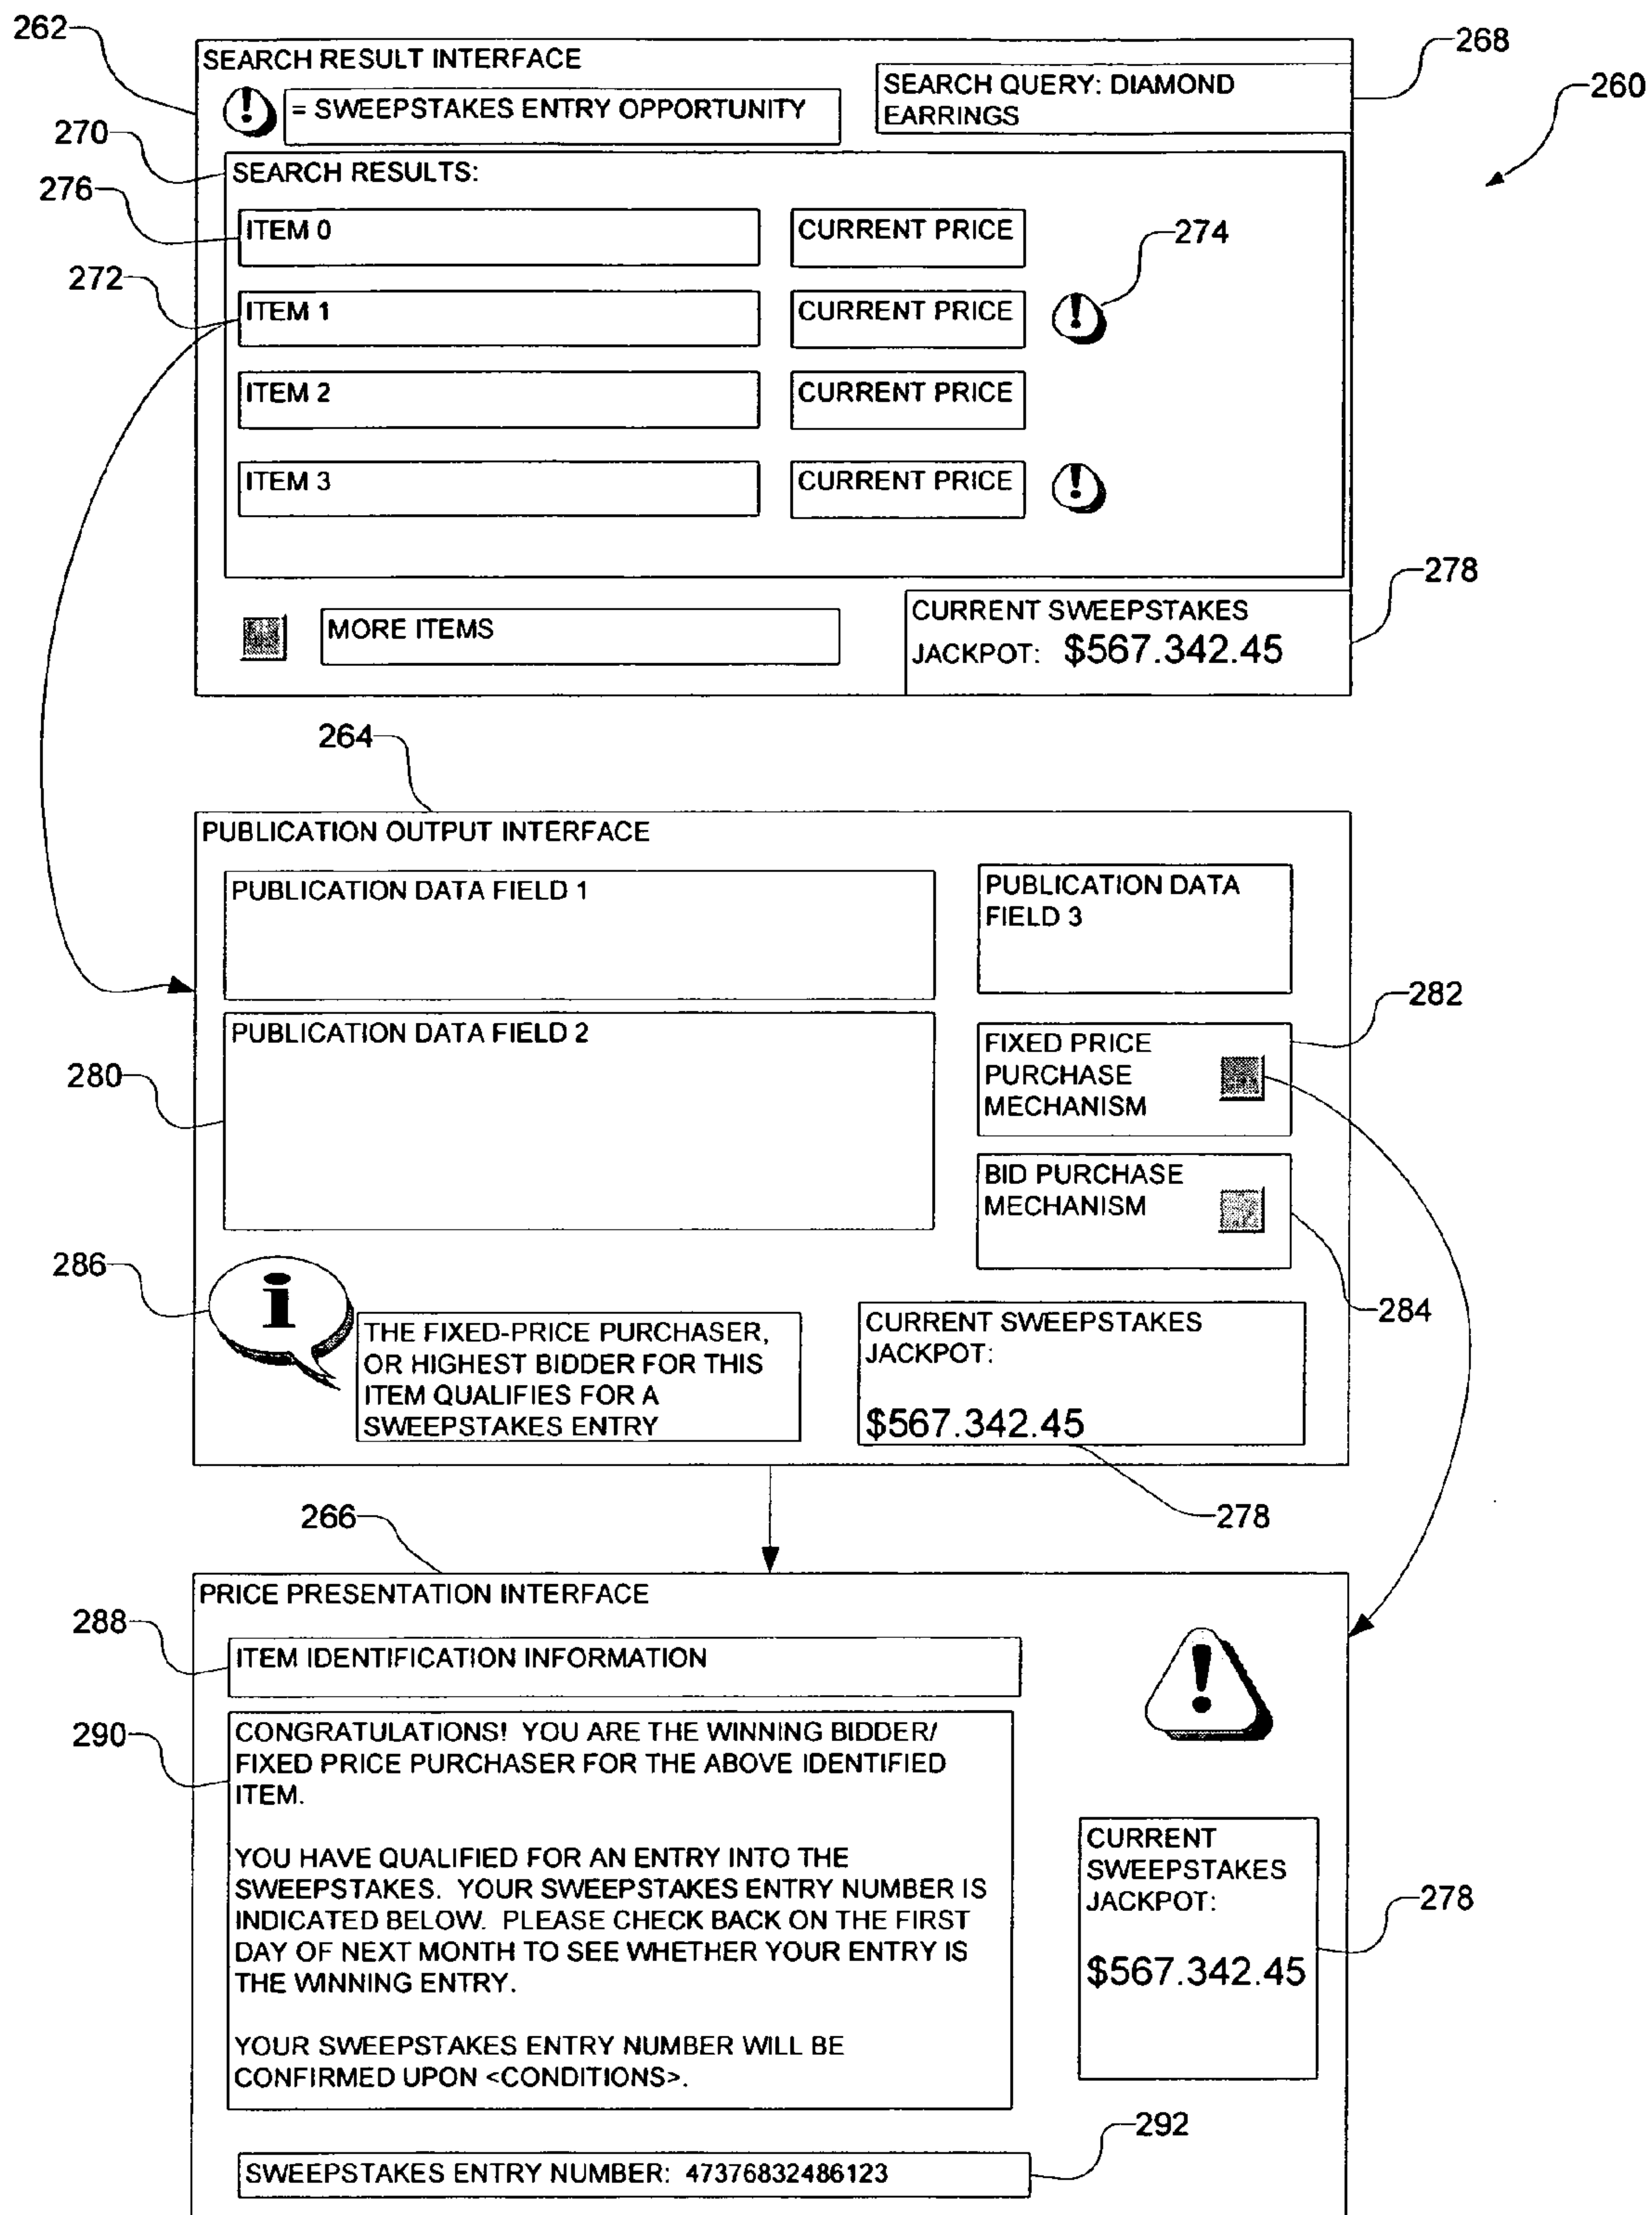 262
SEARCH RESULT INTERFACE
268
! = SWEEPSTAKES ENTRY OPPORTUNITY
SEARCH QUERY: DIAMOND
EARRINGS
260
270
SEARCH RESULTS:
276
ITEM 0
CURRENT PRICE
274
272
ITEM 1
CURRENT PRICE
!
ITEM 2
CURRENT PRICE
ITEM 3
CURRENT PRICE
!
278
MORE ITEMS
CURRENT SWEEPSTAKES
JACKPOT: $567.342.45
264
PUBLICATION OUTPUT INTERFACE
PUBLICATION DATA FIELD 1
PUBLICATION DATA
FIELD 3
282
PUBLICATION DATA FIELD 2
FIXED PRICE
PURCHASE
MECHANISM
280
BID PURCHASE
MECHANISM
284
286
i
THE FIXED-PRICE PURCHASER,
OR HIGHEST BIDDER FOR THIS
ITEM QUALIFIES FOR A
SWEEPSTAKES ENTRY
CURRENT SWEEPSTAKES
JACKPOT:
$567.342.45
278
266
PRICE PRESENTATION INTERFACE
288
ITEM IDENTIFICATION INFORMATION
!
290
CONGRATULATIONS! YOU ARE THE WINNING BIDDER/
FIXED PRICE PURCHASER FOR THE ABOVE IDENTIFIED
ITEM.
YOU HAVE QUALIFIED FOR AN ENTRY INTO THE
SWEEPSTAKES. YOUR SWEEPSTAKES ENTRY NUMBER IS
INDICATED BELOW. PLEASE CHECK BACK ON THE FIRST
DAY OF NEXT MONTH TO SEE WHETHER YOUR ENTRY IS
THE WINNING ENTRY.
YOUR SWEEPSTAKES ENTRY NUMBER WILL BE
CONFIRMED UPON <CONDITIONS>.
CURRENT
SWEEPSTAKES
JACKPOT:
$567.342.45
278
292
SWEEPSTAKES ENTRY NUMBER: 47376832486123